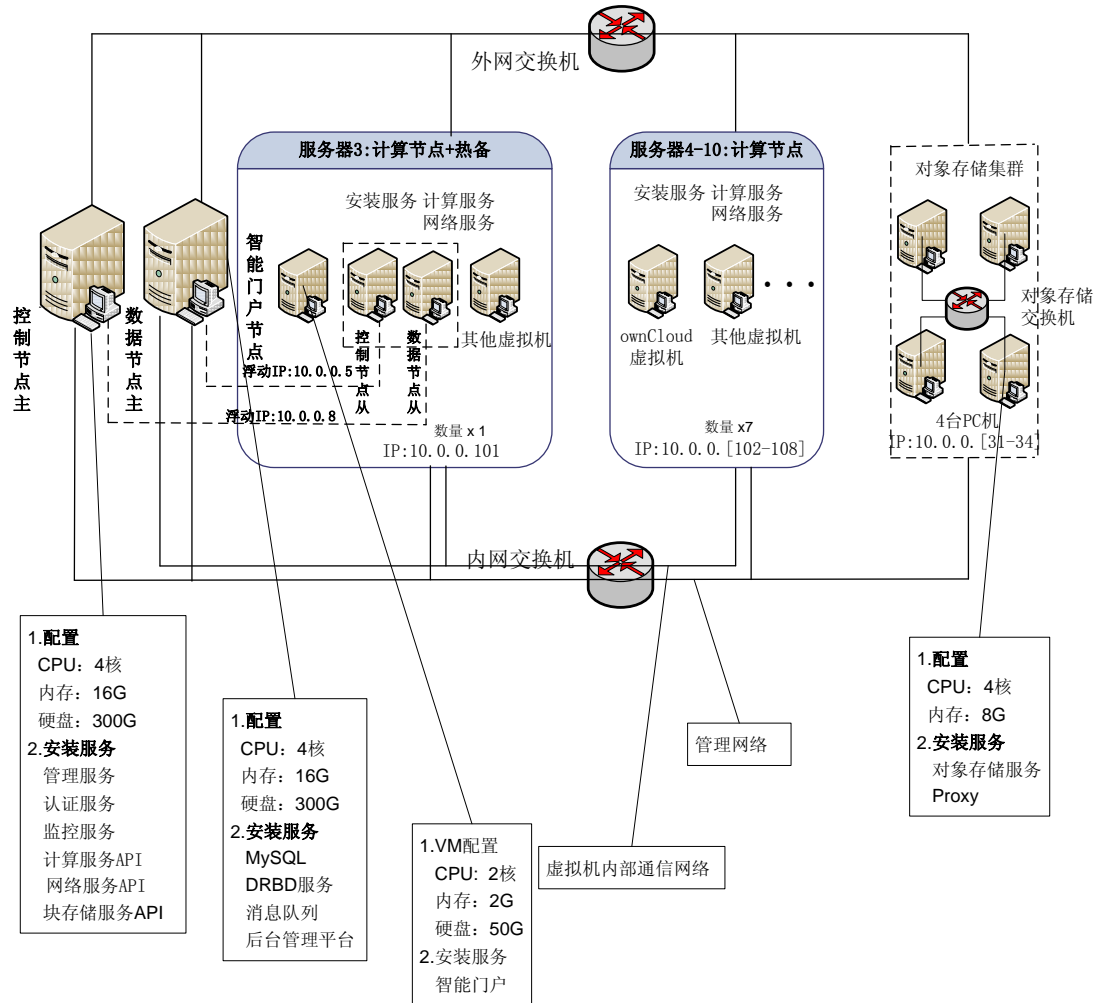 外网交换机
服务器3:计算节点+热备
安装服务 计算服务
网络服务
智能门户节点
控制节点从
数据节点从
其他虚拟机
数量 x 1
IP:10.0.0.101
服务器4-10:计算节点
安装服务 计算服务
网络服务
ownCloud
虚拟机
其他虚拟机
···
数量 x7
IP:10.0.0.[102-108]
对象存储集群
对象存储
交换机
4台PC机
IP:10.0.0.[31-34]
控制节点主
数据节点主
浮动IP:10.0.0.5
浮动IP:10.0.0.8
内网交换机
1.配置
CPU：4核
内存：16G
硬盘：300G
2.安装服务
管理服务
认证服务
监控服务
计算服务API
网络服务API
块存储服务API
1.配置
CPU：4核
内存：16G
硬盘：300G
2.安装服务
MySQL
DRBD服务
消息队列
后台管理平台
1.VM配置
CPU: 2核
内存：2G
硬盘：50G
2.安装服务
智能门户
虚拟机内部通信网络
管理网络
1.配置
CPU：4核
内存：8G
2.安装服务
对象存储服务
Proxy